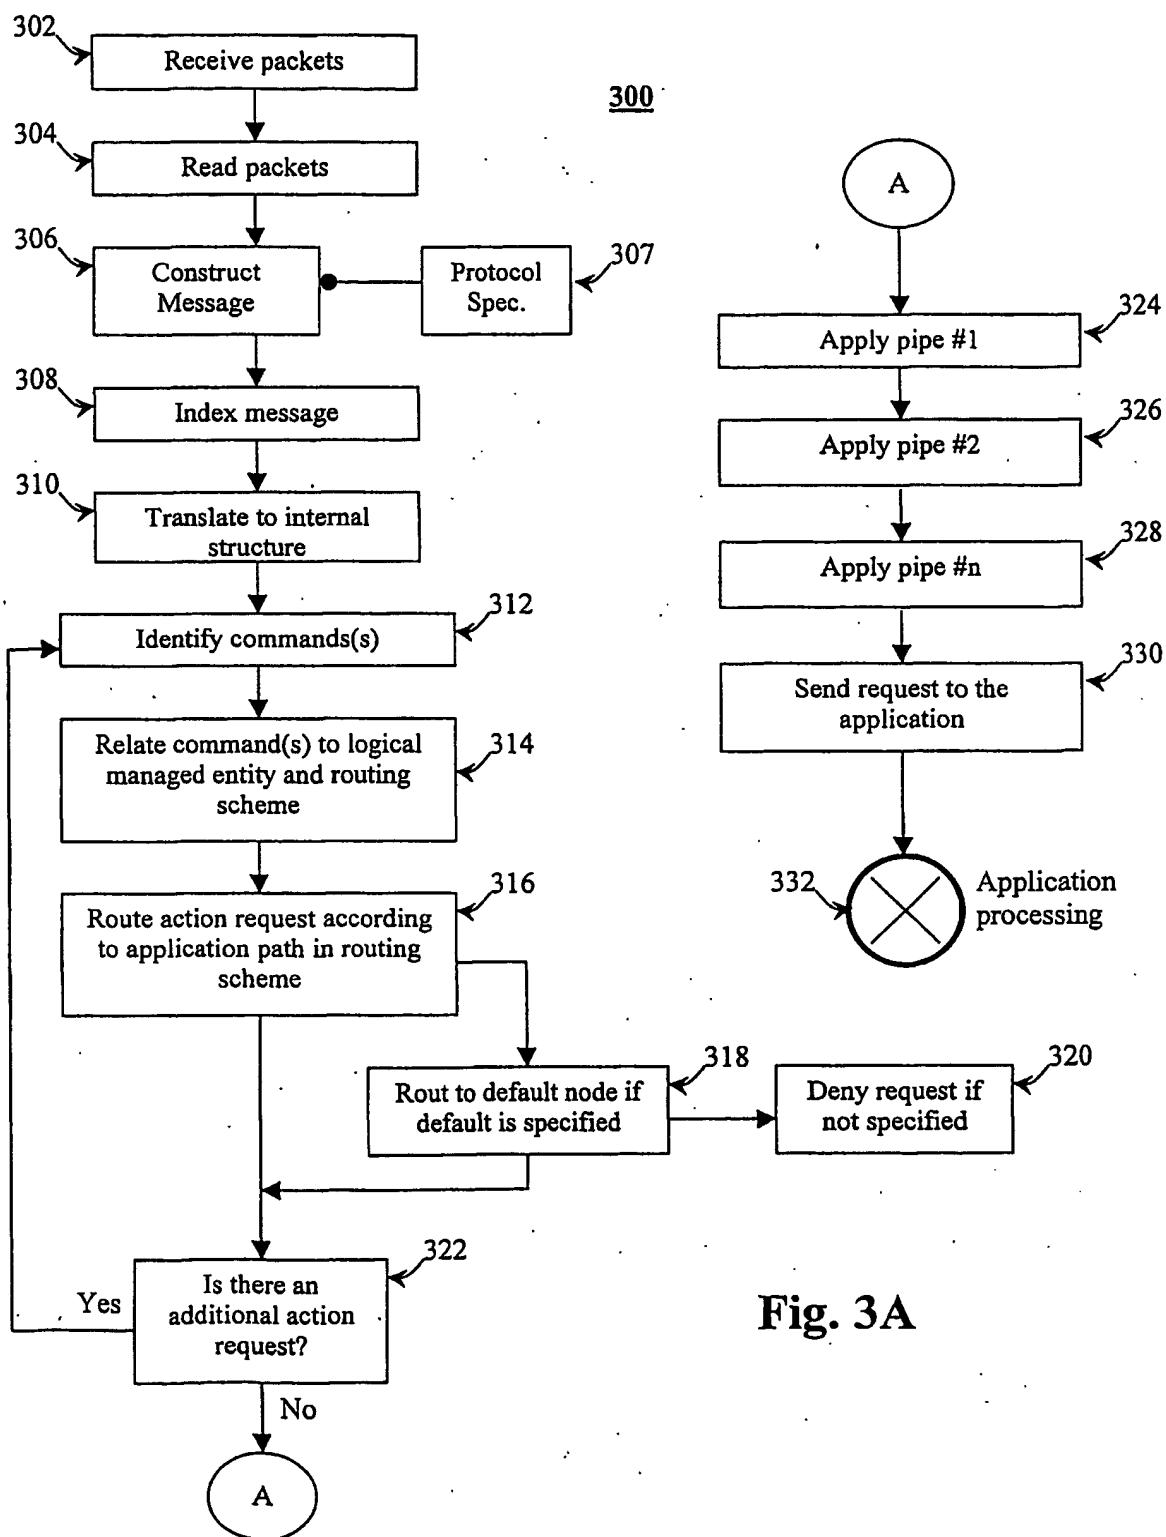 302
Receive packets
300
304
Read packets
A
306
Construct
Message
Protocol
Spec.
307
324
Apply pipe #1
308
Index message
326
Apply pipe #2
310
Translate to internal
structure
328
Apply pipe #n
312
Identify commands(s)
330
Send request to the
application
314
Relate command(s) to logical
managed entity and routing
scheme
316
Route action request according
to application path in routing
scheme
332
Application
processing
318
Rout to default node if
default is specified
320
Deny request if
not specified
322
Is there an
additional action
request?
Yes
No
A
Fig. 3A